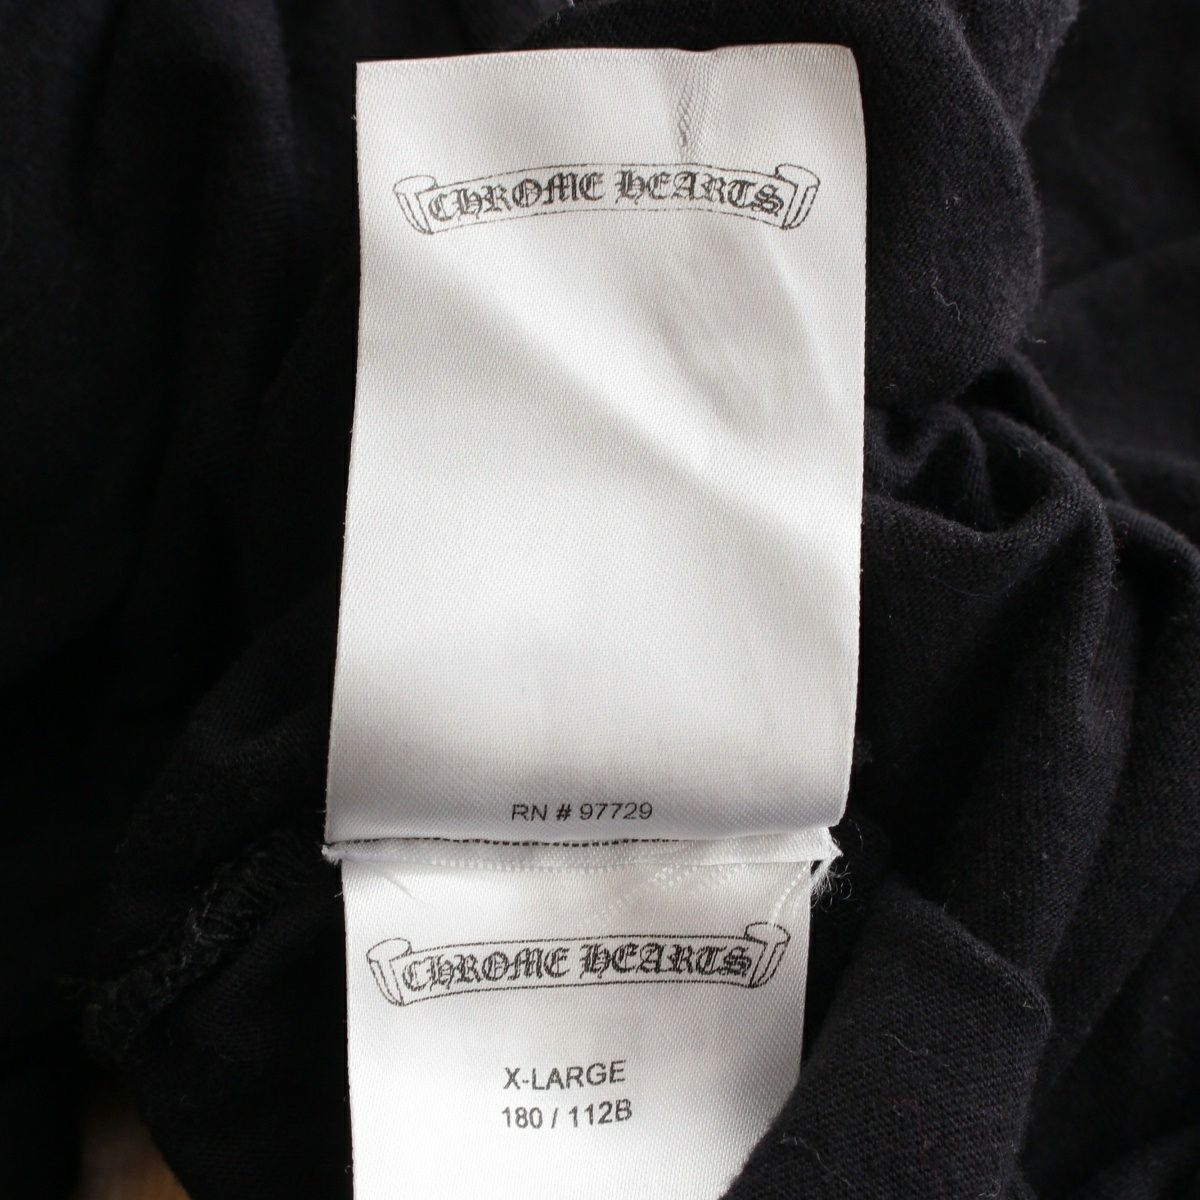 CHROME HEARTS
RN # 97729
CHROME HEARTS
X-LARGE
180 / 112B